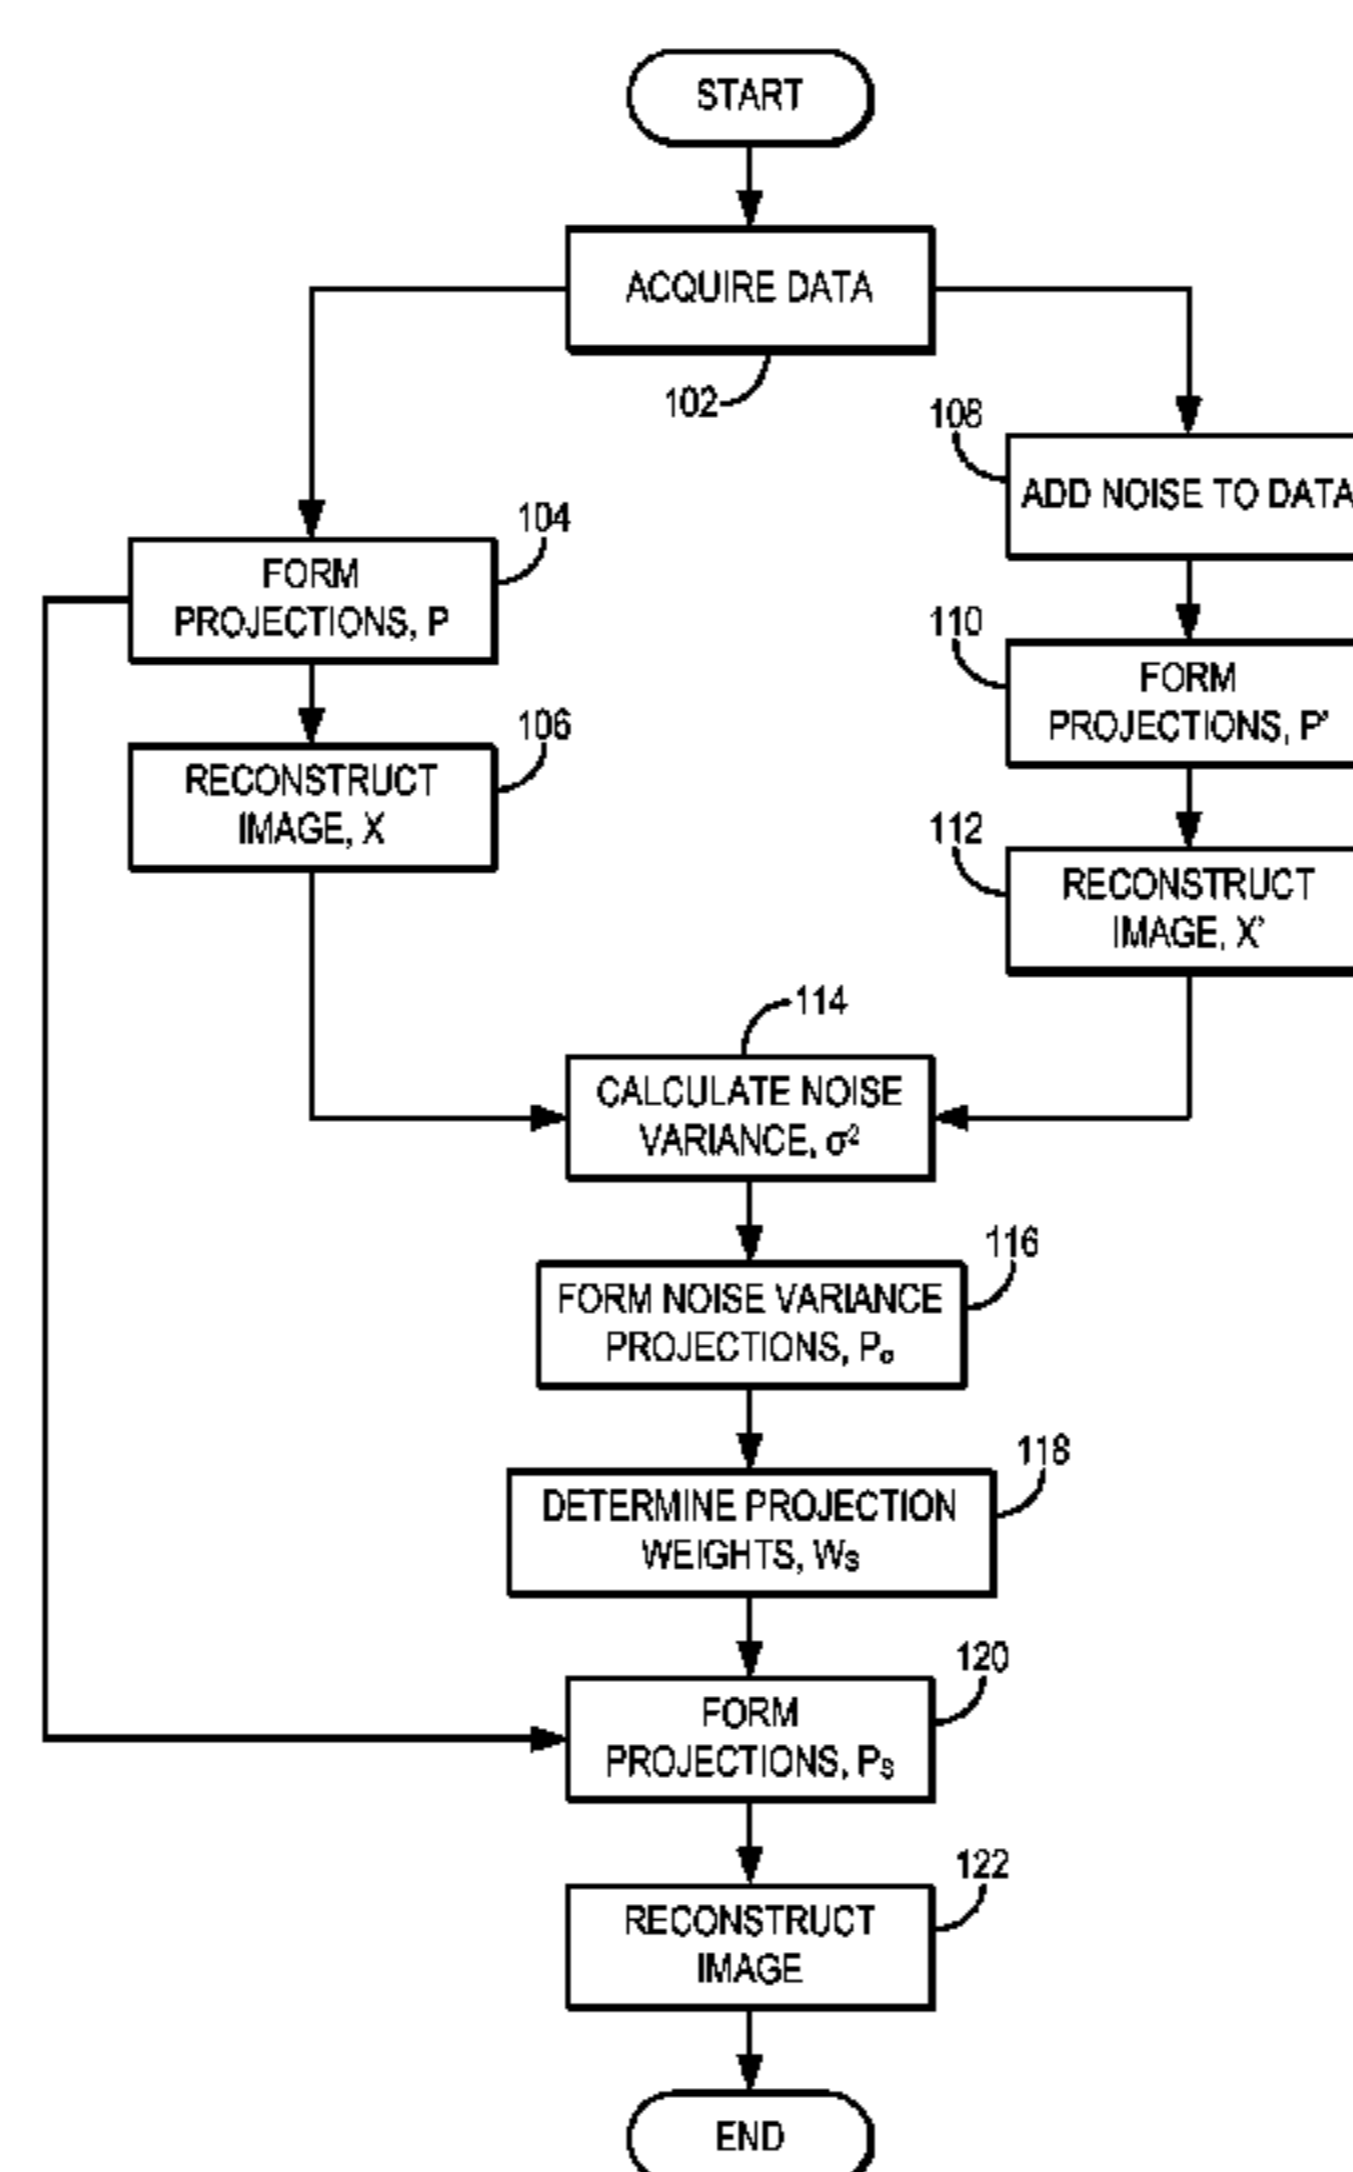 START
ACQUIRE DATA
102
108
ADD NOISE TO DATA
104
FORM
PROJECTIONS, P
110
FORM
PROJECTIONS, P’
106
RECONSTRUCT
IMAGE, X
112
RECONSTRUCT
IMAGE, X’
114
CALCULATE NOISE
VARIANCE, σ²
116
FORM NOISE VARIANCE
PROJECTIONS, Pσ
118
DETERMINE PROJECTION
WEIGHTS, WS
120
FORM
PROJECTIONS, PS
122
RECONSTRUCT
IMAGE
END